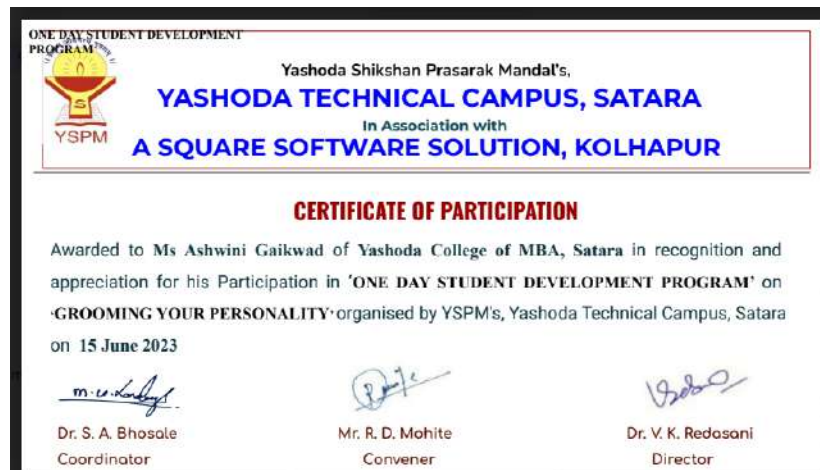 ONE DAY STUDENT DEVELOPMENT
PROGRAM
YSPM
Yashoda Shikshan Prasarak Mandal's,
YASHODA TECHNICAL CAMPUS, SATARA
In Association with
A SQUARE SOFTWARE SOLUTION, KOLHAPUR
CERTIFICATE OF PARTICIPATION
Awarded to Ms Ashwini Gaikwad of Yashoda College of MBA, Satara in recognition and
appreciation for his Participation in 'ONE DAY STUDENT DEVELOPMENT PROGRAM' on
'GROOMING YOUR PERSONALITY' organised by YSPM's, Yashoda Technical Campus, Satara
on 15 June 2023
Dr. S. A. Bhosale
Mr. R. D. Mohite
Dr. V. K. Redasani
Coordinator
Convener
Director